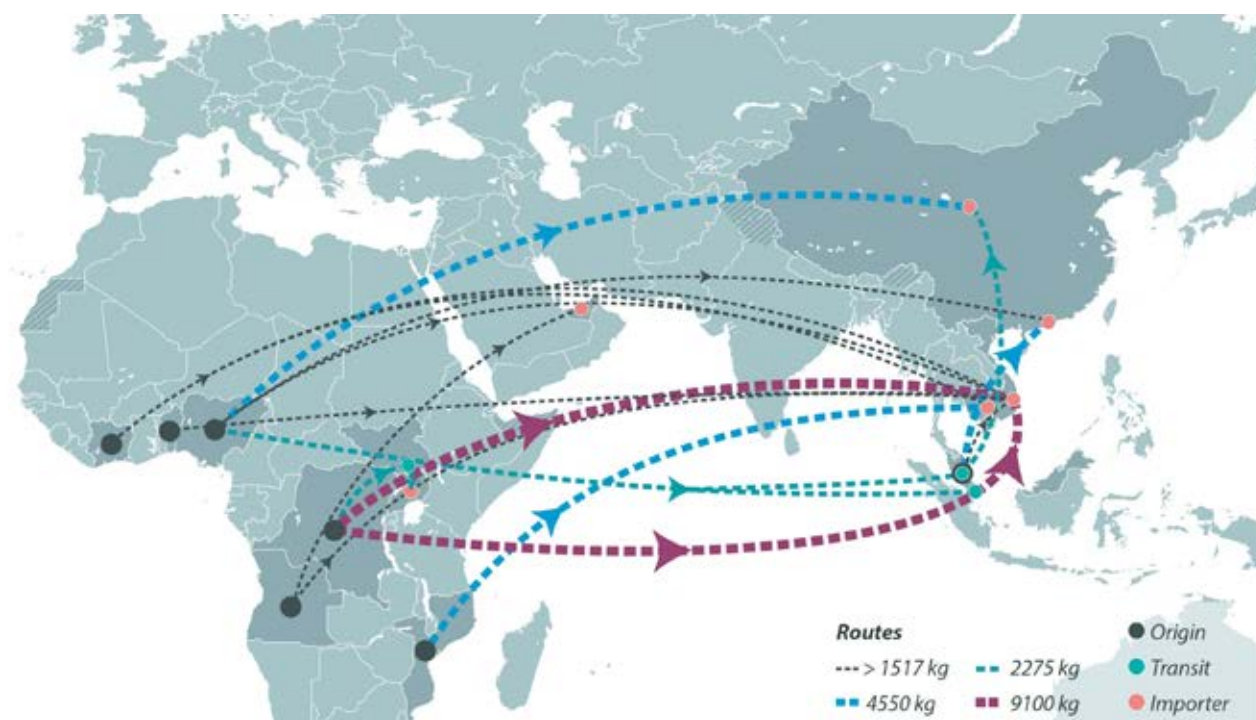 Routes
> 1517 kg
2275 kg
4550 kg
9100 kg
Origin
Transit
Importer